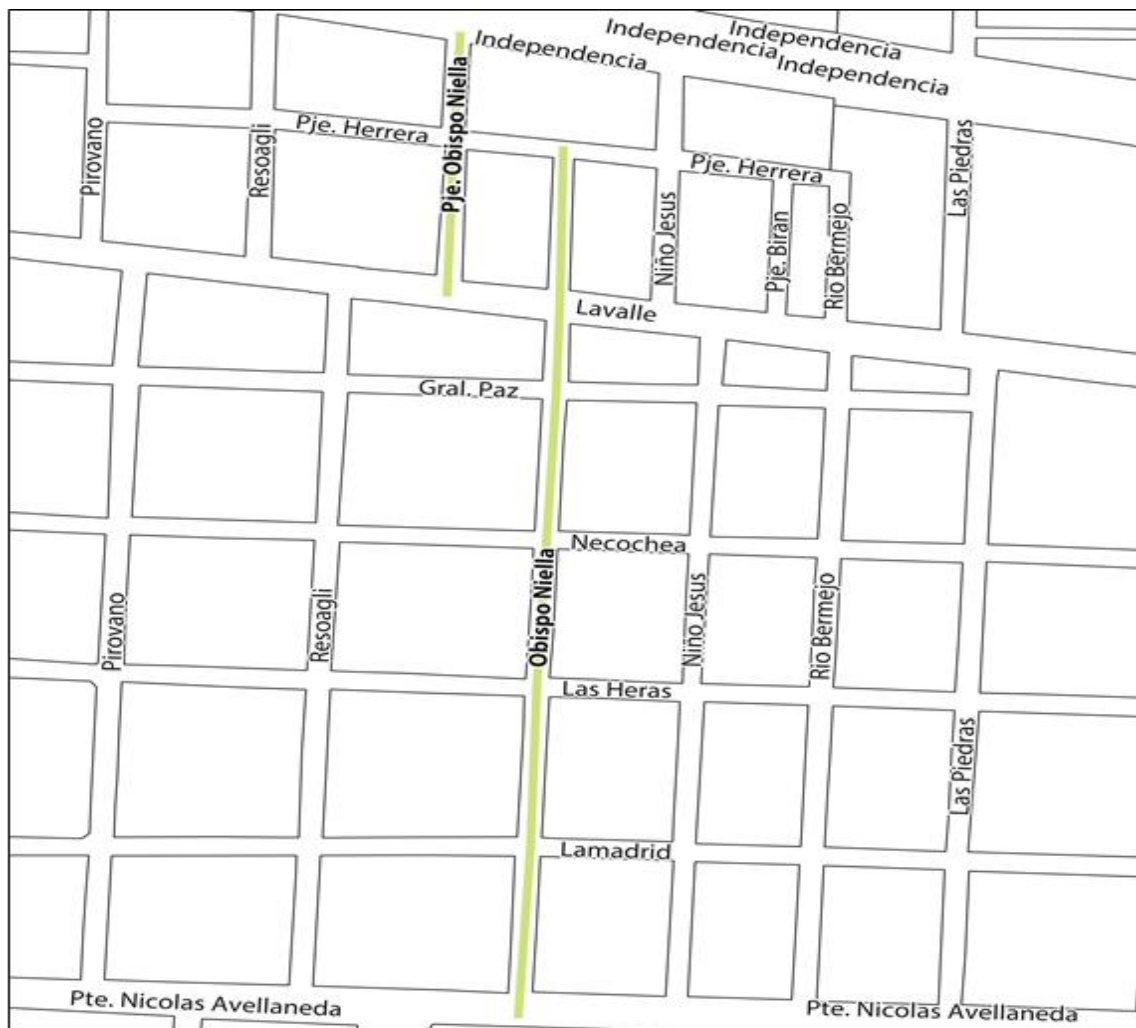 Independencia
Independencia
Independencia
Independencia
Pje. Obispo Niella
Pje. Herrera
Pirovano
Resoagli
Pje. Herrera
Las Piedras
Niño Jesus
Pje. Biran
Rio Bermejo
Lavalle
Gral. Paz
Necochea
Obispo Niella
Pirovano
Resoagli
Niño Jesus
Rio Bermejo
Las Heras
Las Piedras
Lamadrid
Pte. Nicolas Avellaneda
Pte. Nicolas Avellaneda